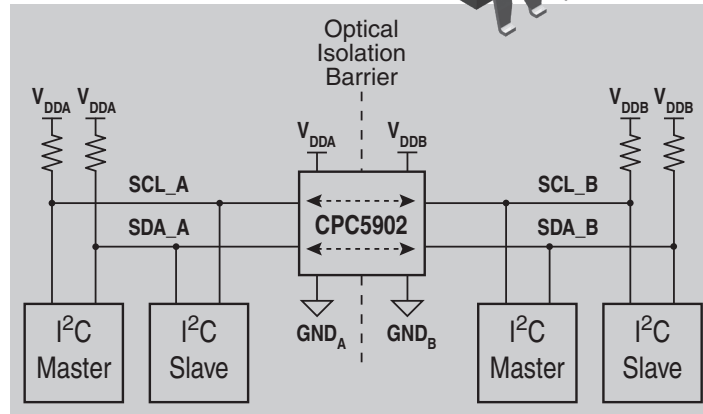 Optical
Isolation
Barrier
VDDA VDDA
VDDA VDDB
VDDB VDDB
SCL_A
SCL_B
CPC5902
SDA_A
SDA_B
GNDA GNDB
I²C
Master
I²C
Slave
I²C
Master
I²C
Slave